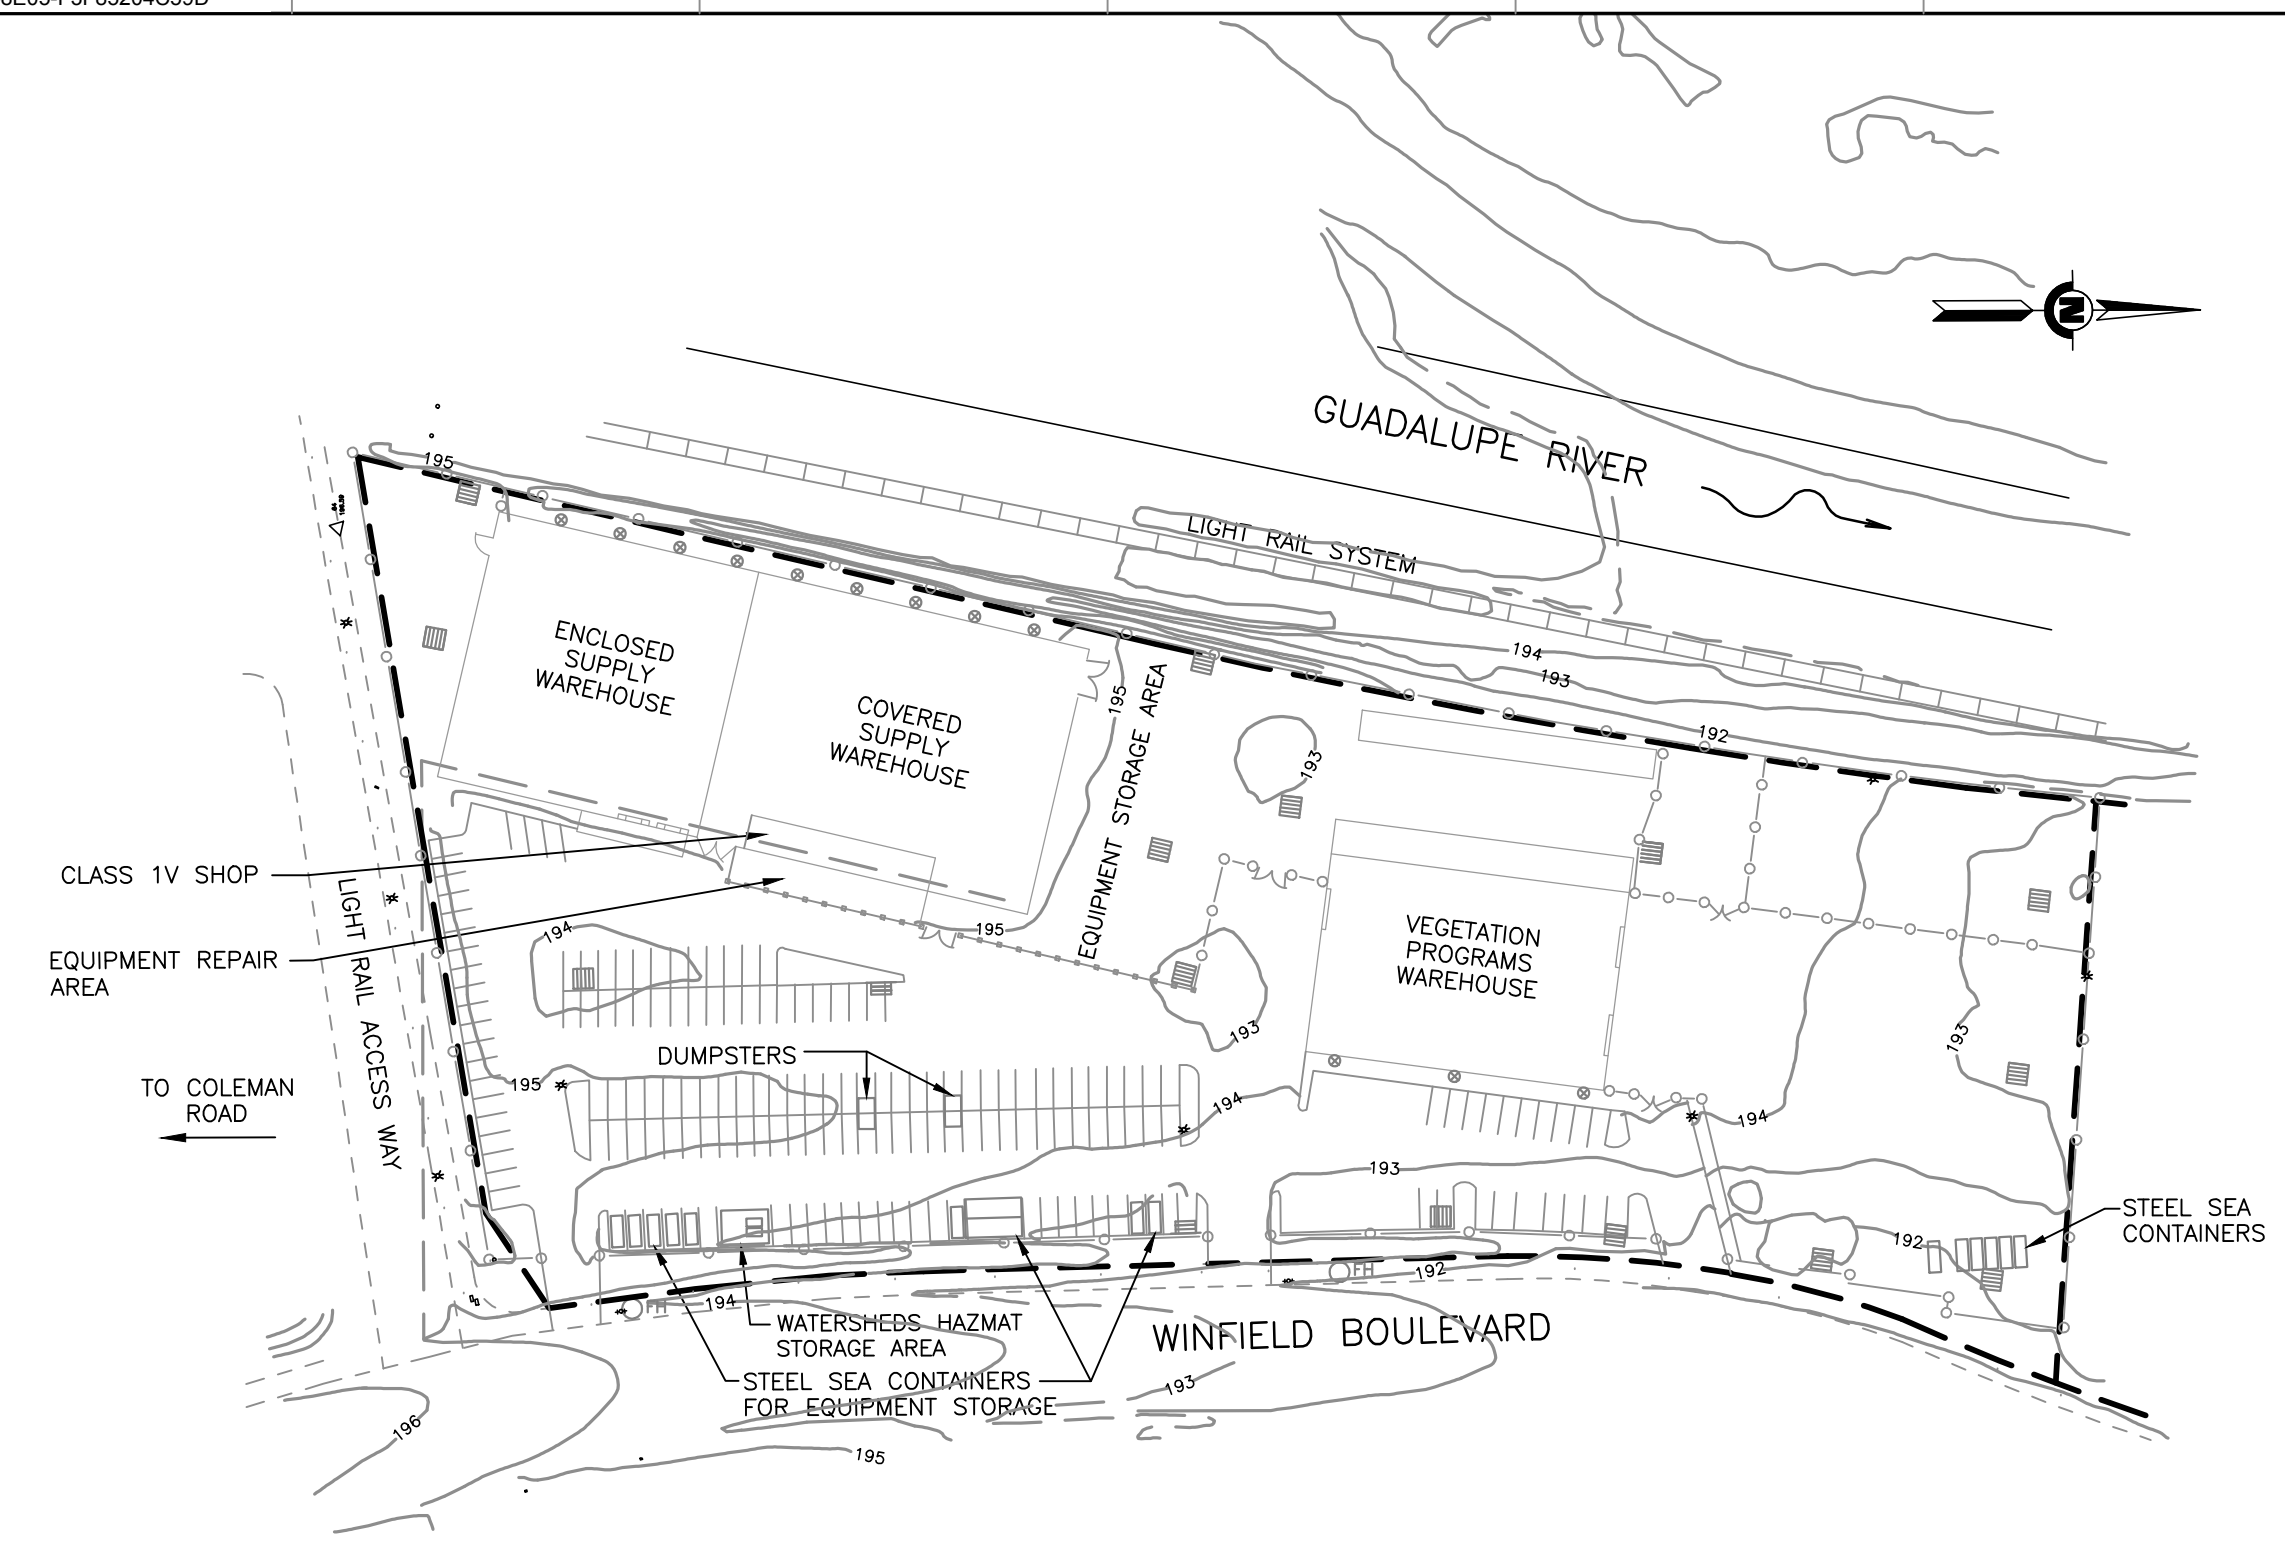 N
GUADALUPE RIVER
195
LIGHT RAIL SYSTEM
194
193
192
ENCLOSED
SUPPLY
WAREHOUSE
COVERED
SUPPLY
WAREHOUSE
195
EQUIPMENT STORAGE AREA
193
CLASS 1V SHOP
LIGHT RAIL ACCESS WAY
EQUIPMENT REPAIR
AREA
194
195
VEGETATION
PROGRAMS
WAREHOUSE
193
193
DUMPSTERS
195
194
194
TO COLEMAN
ROAD
193
STEEL SEA
CONTAINERS
192
FH
192
FH
194
WATERSHEDS HAZMAT
STORAGE AREA
WINFIELD BOULEVARD
STEEL SEA CONTAINERS
FOR EQUIPMENT STORAGE
193
196
195